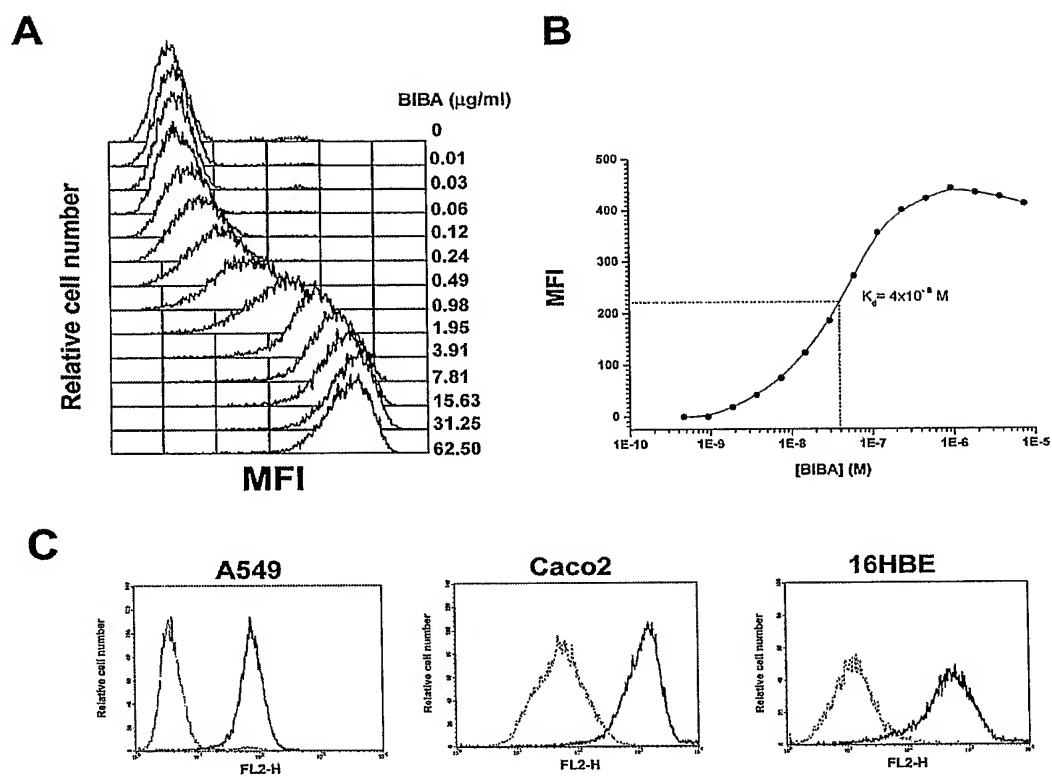 A
BIBA (µg/ml)
0
0.01
0.03
0.06
0.12
0.24
0.49
0.98
1.95
3.91
7.81
15.63
31.25
62.50
Relative cell number
MFI
B
500
400
300
200
100
0
MFI
Kd= 4x10⁻⁸ M
1E-10 1E-9 1E-8 1E-7 1E-6 1E-5
[BIBA] (M)
C
A549
Relative cell number
FL2-H
Caco2
Relative cell number
FL2-H
16HBE
Relative cell number
FL2-H